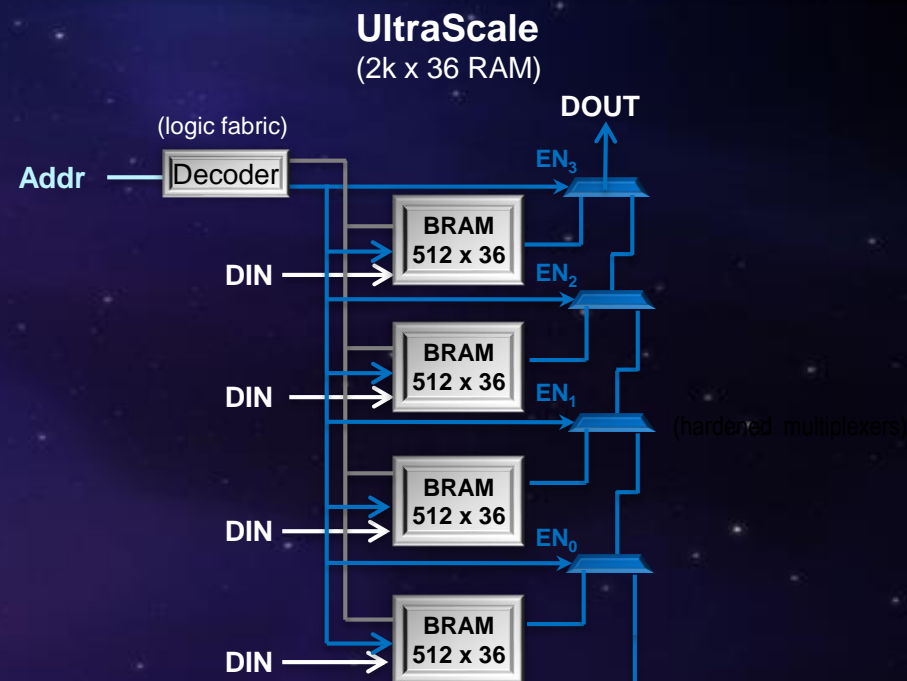 UltraScale
(2k x 36 RAM)
DOUT
(logic fabric)
EN₃
Addr
Decoder
BRAM
512 x 36
DIN
EN₂
BRAM
512 x 36
DIN
EN₁
(hardened multiplexers)
BRAM
512 x 36
DIN
EN₀
BRAM
512 x 36
DIN